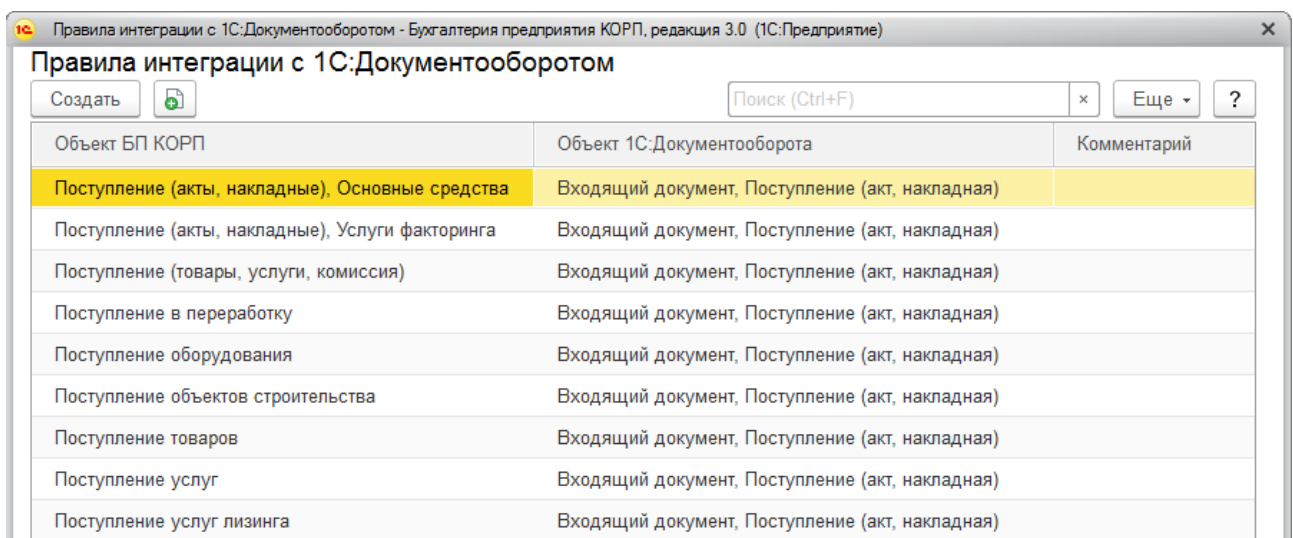 1С Правила интеграции с 1С:Документооборотом - Бухгалтерия предприятия КОРП, редакция 3.0 (1С:Предприятие)
Правила интеграции с 1С:Документооборотом
Создать Поиск (Ctrl+F) × Еще ?
Объект БП КОРП Объект 1С:Документооборота Комментарий
Поступление (акты, накладные), Основные средства Входящий документ, Поступление (акт, накладная)
Поступление (акты, накладные), Услуги факторинга Входящий документ, Поступление (акт, накладная)
Поступление (товары, услуги, комиссия) Входящий документ, Поступление (акт, накладная)
Поступление в переработку Входящий документ, Поступление (акт, накладная)
Поступление оборудования Входящий документ, Поступление (акт, накладная)
Поступление объектов строительства Входящий документ, Поступление (акт, накладная)
Поступление товаров Входящий документ, Поступление (акт, накладная)
Поступление услуг Входящий документ, Поступление (акт, накладная)
Поступление услуг лизинга Входящий документ, Поступление (акт, накладная)